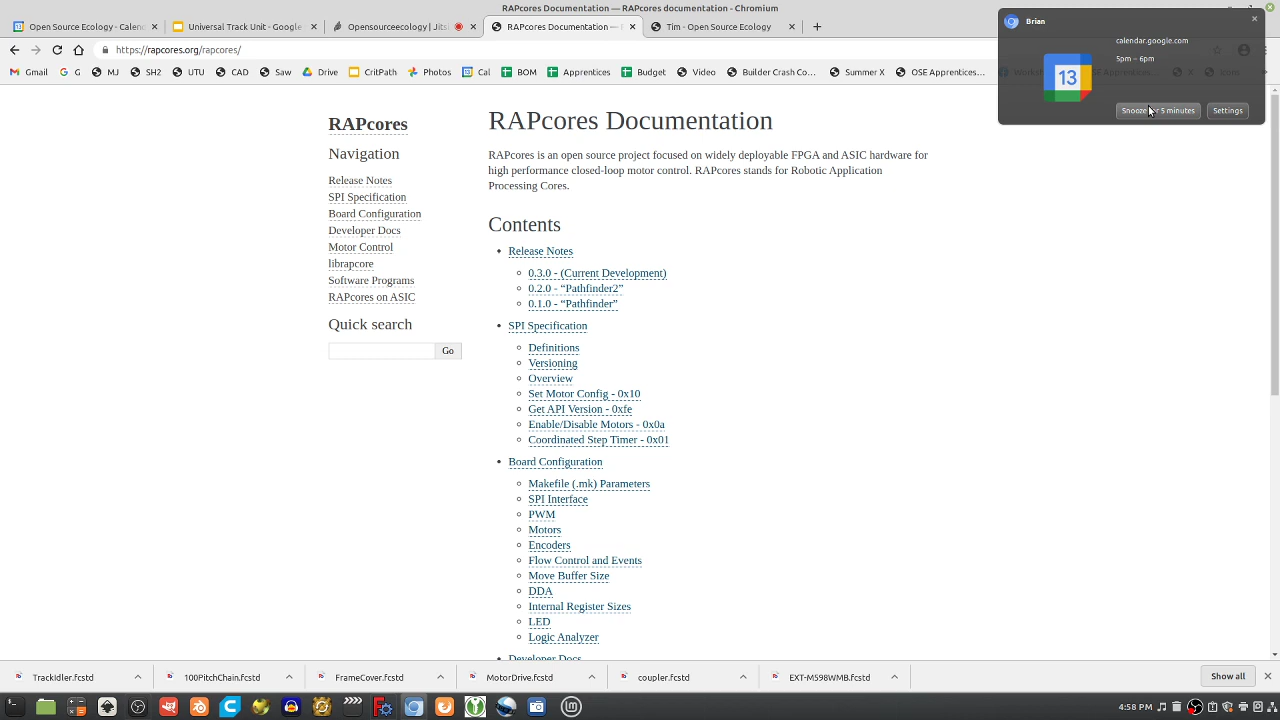 RAPcores Documentation — RAPcores documentation - Chromium
Open Source Ecology - Calen
Universal Track Unit - Google
Opensourceecology | Jits
RAPcores Documentation —
Tim - Open Source Ecology
Brian
calendar.google.com
5pm – 6pm
13
Settings
https://rapcores.org/rapcores/
Gmail
G
MJ
SH2
UTU
CAD
Saw
Drive
CritPath
Photos
Cal
BOM
Apprentices
Budget
Video
Builder Crash Co...
Summer X
OSE Apprentices...
RAPcores
Navigation
Release Notes
SPI Specification
Board Configuration
Developer Docs
Motor Control
librapcore
Software Programs
RAPcores on ASIC
Quick search
Go
RAPcores Documentation
RAPcores is an open source project focused on widely deployable FPGA and ASIC hardware for
high performance closed-loop motor control. RAPcores stands for Robotic Application
Processing Cores.
Contents
Release Notes
0.3.0 - (Current Development)
0.2.0 - “Pathfinder2”
0.1.0 - “Pathfinder”
SPI Specification
Definitions
Versioning
Overview
Set Motor Config - 0x10
Get API Version - 0xfe
Enable/Disable Motors - 0x0a
Coordinated Step Timer - 0x01
Board Configuration
Makefile (.mk) Parameters
SPI Interface
PWM
Motors
Encoders
Flow Control and Events
Move Buffer Size
DDA
Internal Register Sizes
LED
Logic Analyzer
Developer Docs
TrackIdler.fcstd
100PitchChain.fcstd
FrameCover.fcstd
MotorDrive.fcstd
coupler.fcstd
EXT-M598WMB.fcstd
Show all
4:58 PM